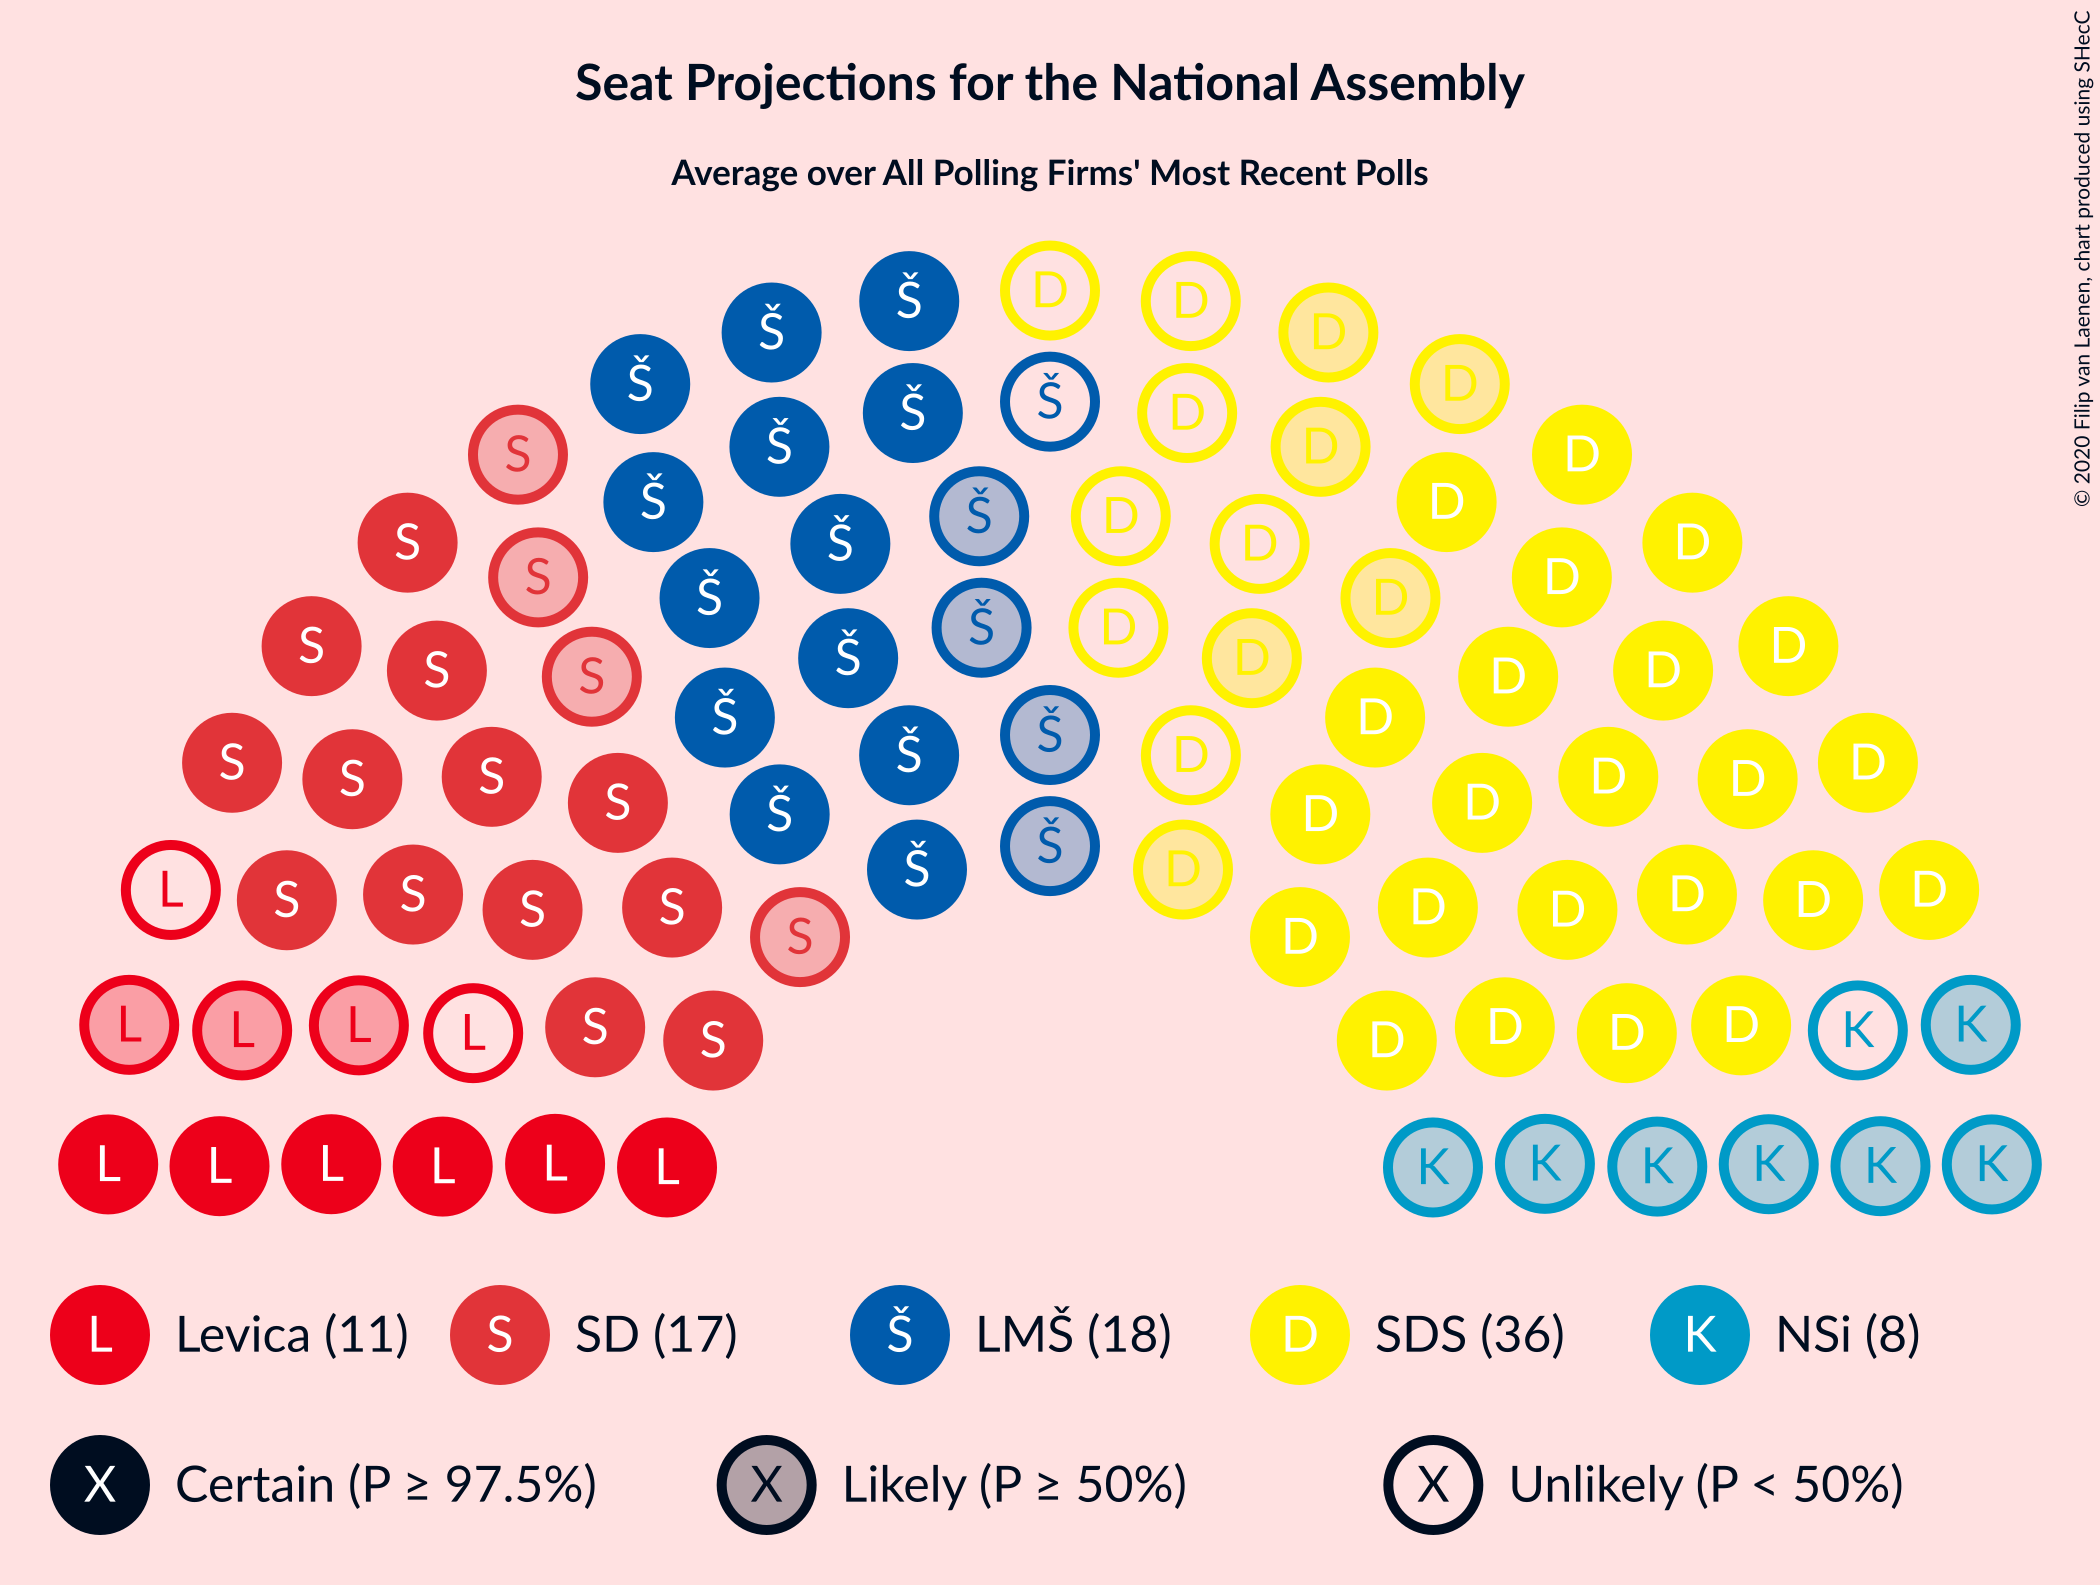 Seat Projections for the National Assembly
Average over All Polling Firms' Most Recent Polls
© 2020 Filip van Laenen, chart produced using SHecC
D
Š D
Š D
Š D
Š Š D
Š D
Š D
S D
Š D
Š D
Š D
S D
S D
Š D
S D
Š D
S D
S D
Š D
S D
Š D
S D
S D
S D
Š D
S D
Š D
L D
S D
S D
S D
S D
S D
L K
L K
L D
L D
S D
S D
L L L L L L K K K K K K
L Levica (11) S SD (17) Š LMŠ (18) D SDS (36) K NSi (8)
X Certain (P ≥ 97.5%) X Likely (P ≥ 50%) X Unlikely (P < 50%)